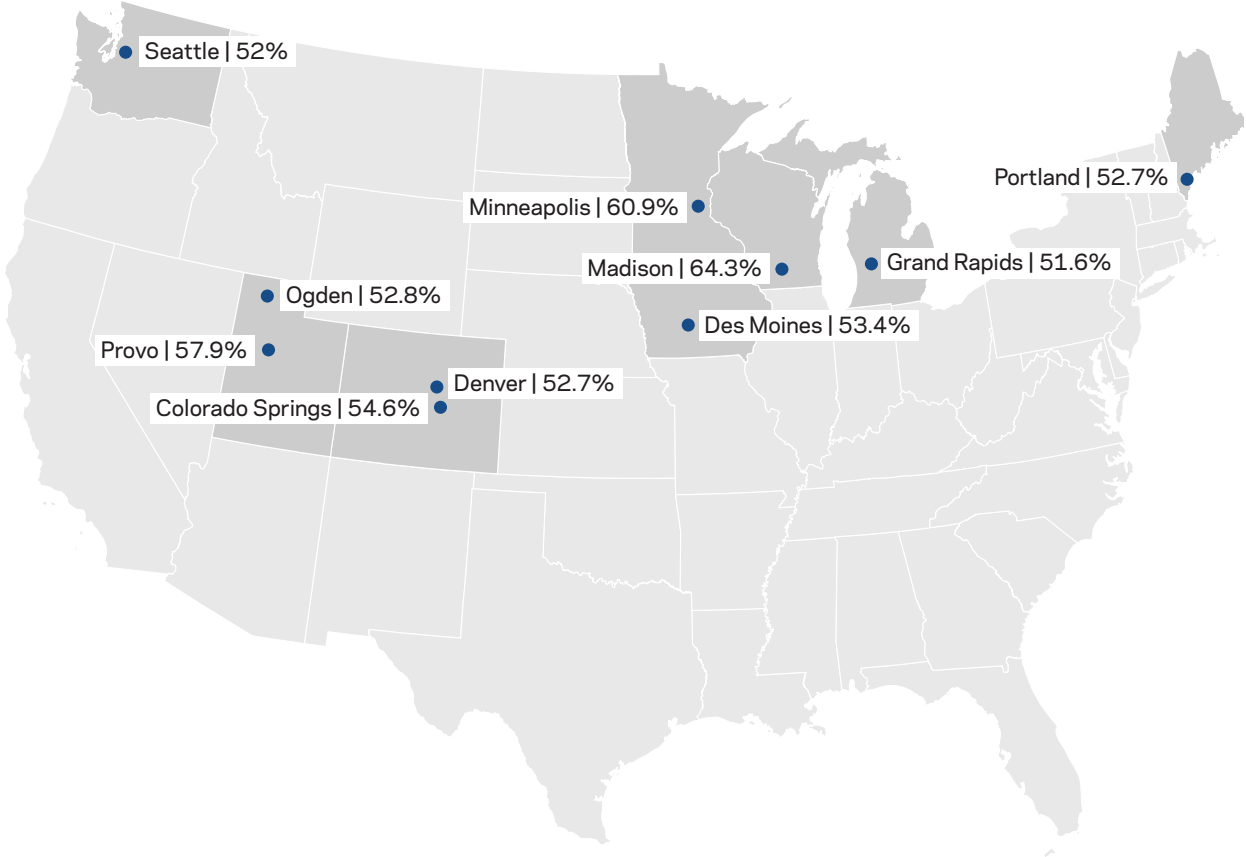 Seattle | 52%
Portland | 52.7%
Minneapolis | 60.9%
Madison | 64.3%
Grand Rapids | 51.6%
Ogden | 52.8%
Des Moines | 53.4%
Provo | 57.9%
Denver | 52.7%
Colorado Springs | 54.6%